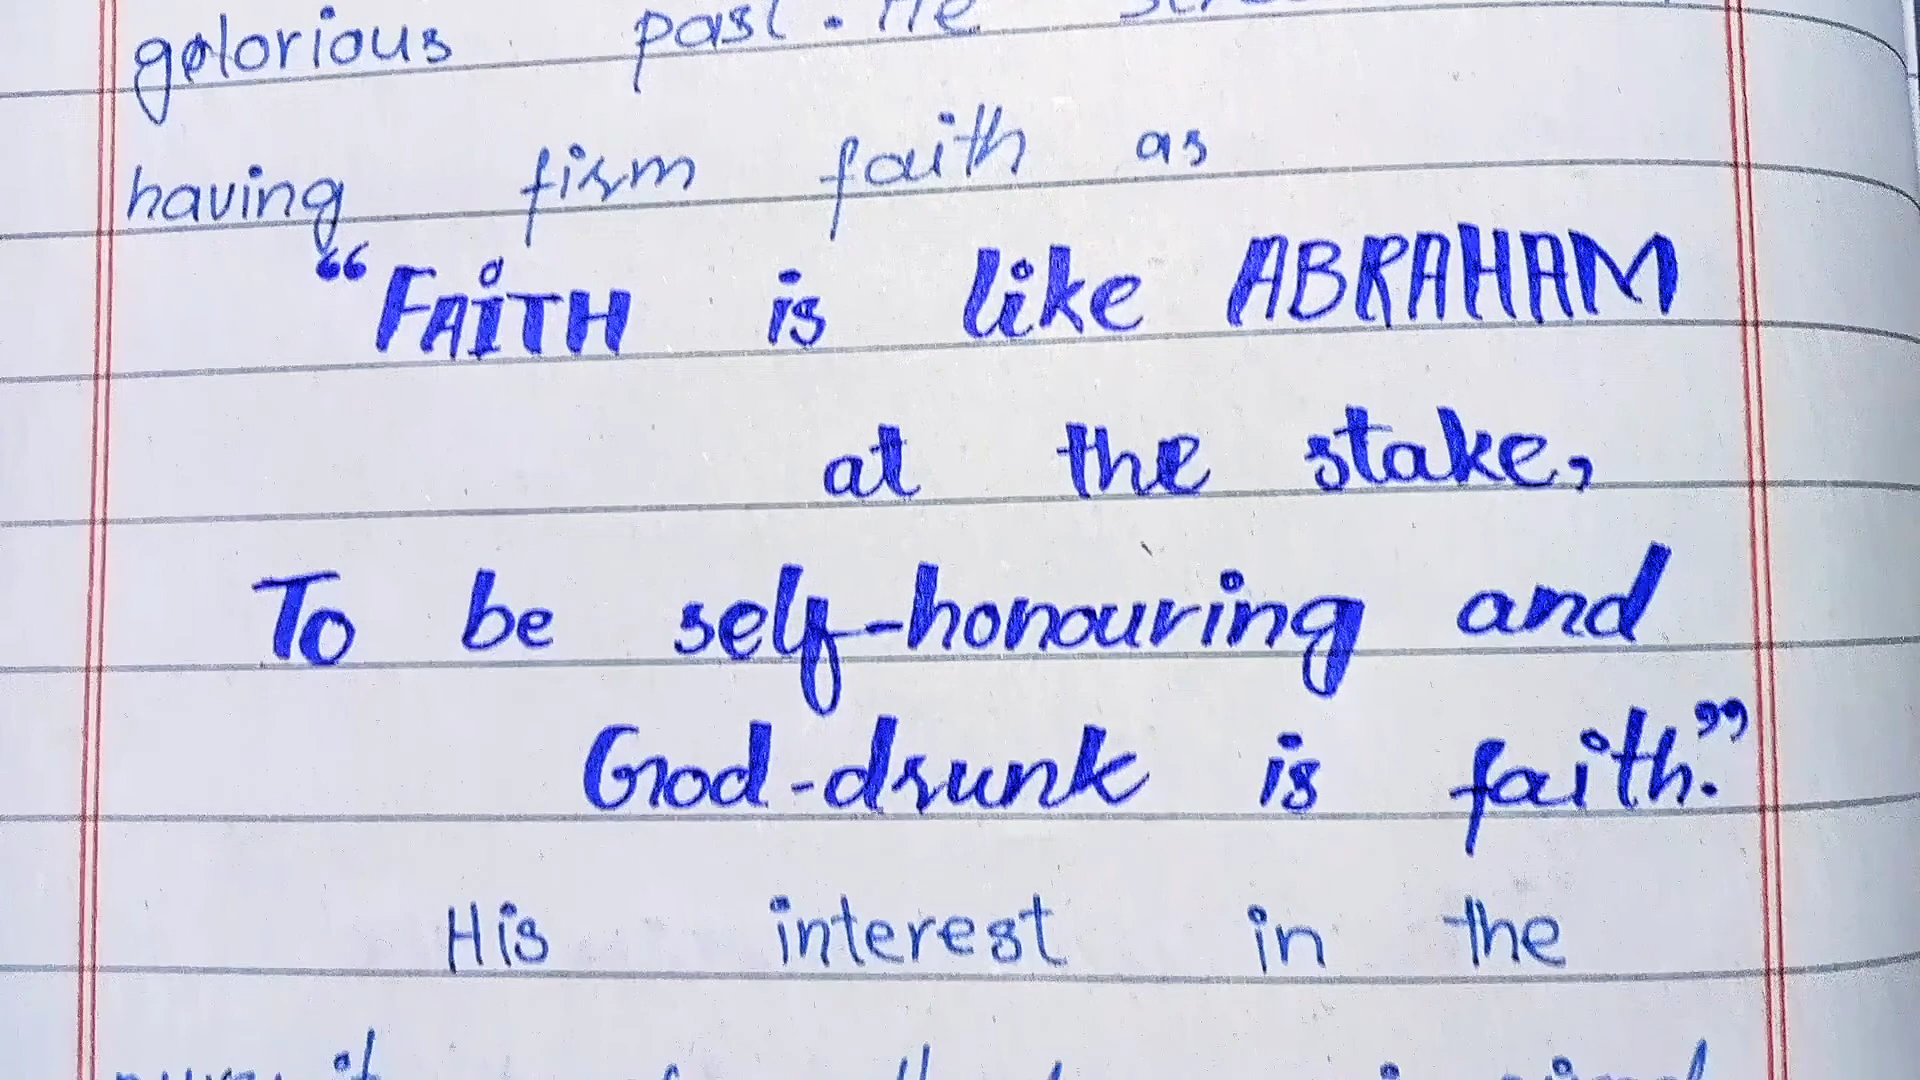 golorious past. He
having firm faith as
“FAiTH is like ABRAHAM
at the stake,
To be self-honouring and
God-drunk is faith.”
His interest in the